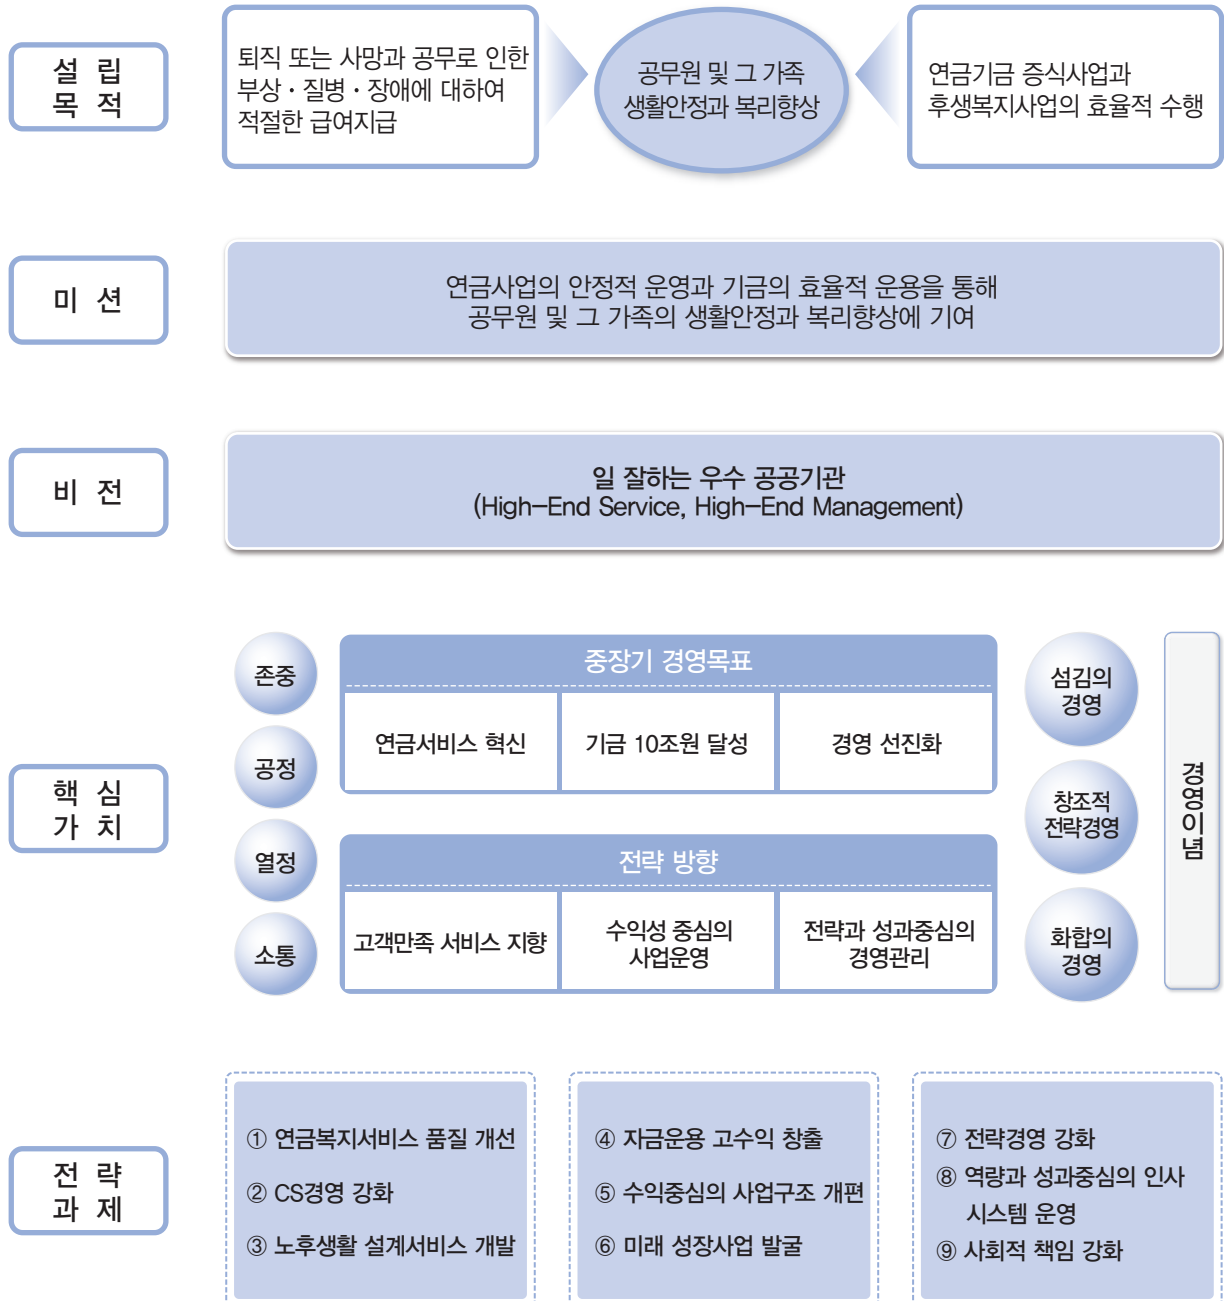 설 립
목 적
퇴직 또는 사망과 공무로 인한
부상·질병·장애에 대하여
적절한 급여지급
공무원 및 그 가족
생활안정과 복리향상
연금기금 증식사업과
후생복지사업의 효율적 수행
미 션
연금사업의 안정적 운영과 기금의 효율적 운용을 통해
공무원 및 그 가족의 생활안정과 복리향상에 기여
비 전
일 잘하는 우수 공공기관
(High-End Service, High-End Management)
핵 심
가 치
존중
공정
열정
소통
중장기 경영목표
연금서비스 혁신
기금 10조원 달성
경영 선진화
전략 방향
고객만족 서비스 지향
수익성 중심의
사업운영
전략과 성과중심의
경영관리
섬김의
경영
창조적
전략경영
화합의
경영
경영이념
전 략
과 제
① 연금복지서비스 품질 개선
② CS경영 강화
③ 노후생활 설계서비스 개발
④ 자금운용 고수익 창출
⑤ 수익중심의 사업구조 개편
⑥ 미래 성장사업 발굴
⑦ 전략경영 강화
⑧ 역량과 성과중심의 인사
시스템 운영
⑨ 사회적 책임 강화